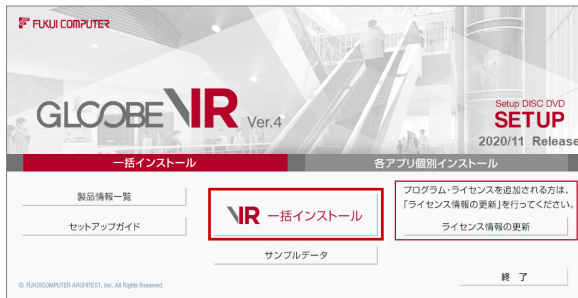 FUKUI COMPUTER
GLOOBE VR Ver.4
Setup DISC DVD
SETUP
2020/11 Release
一括インストール
各アプリ個別インストール
製品情報一覧
セットアップガイド
VR 一括インストール
サンプルデータ
プログラム・ライセンスを追加される方は、
「ライセンス情報の更新」を行ってください。
ライセンス情報の更新
終 了
© FUKUICOMPUTER ARCHITECT, Inc. All Rights Reserved.